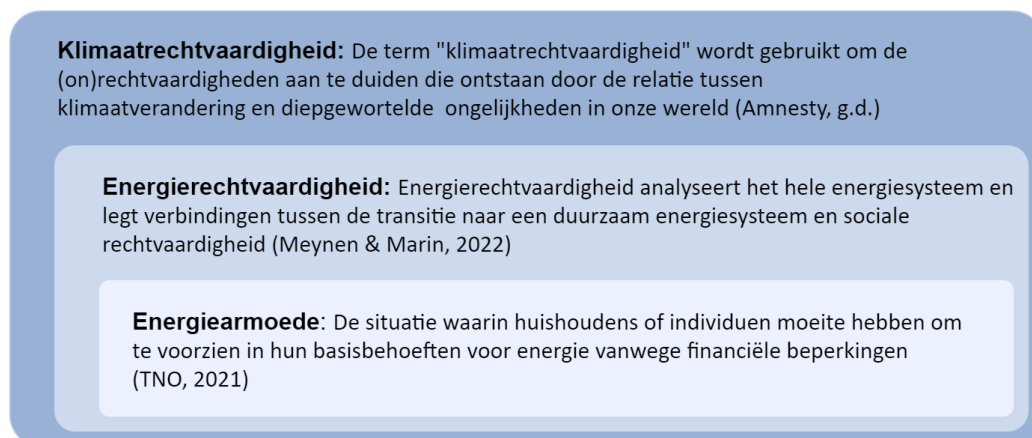 Klimaatrechtvaardigheid: De term "klimaatrechtvaardigheid" wordt gebruikt om de
(on)rechtvaardigheden aan te duiden die ontstaan door de relatie tussen
klimaatverandering en diepgewortelde  ongelijkheden in onze wereld (Amnesty, g.d.)
Energierechtvaardigheid: Energierechtvaardigheid analyseert het hele energiesysteem en
legt verbindingen tussen de transitie naar een duurzaam energiesysteem en sociale
rechtvaardigheid (Meynen & Marin, 2022)
Energiearmoede: De situatie waarin huishoudens of individuen moeite hebben om
te voorzien in hun basisbehoeften voor energie vanwege financiële beperkingen
(TNO, 2021)